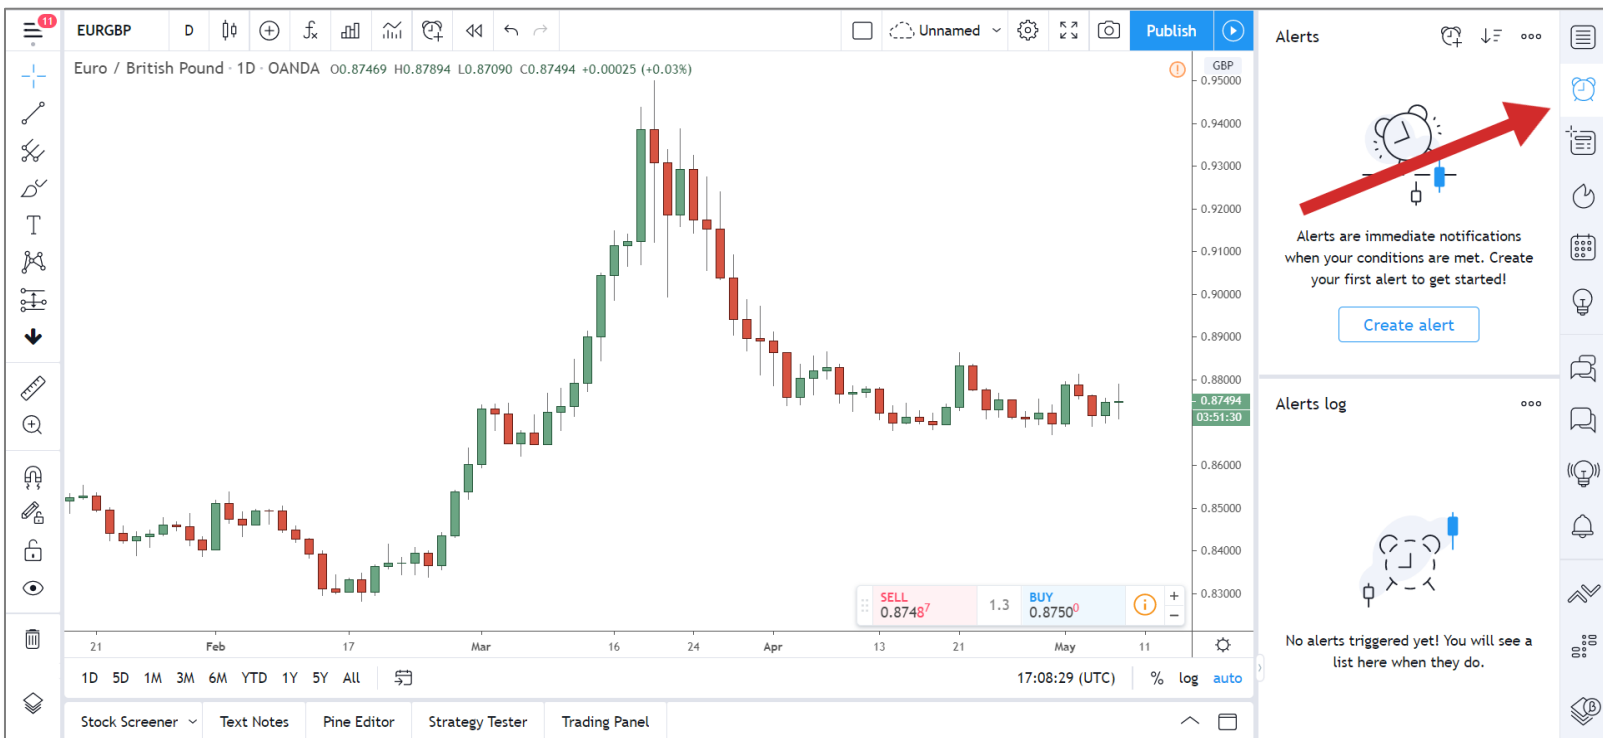 11
EURGBP
D
Unnamed
Publish
Euro / British Pound · 1D · OANDA O0.87469 H0.87894 L0.87090 C0.87494 +0.00025 (+0.03%)
GBP
0.95000
0.94000
0.93000
0.92000
0.91000
0.90000
0.89000
0.88000
0.87494
03:51:30
0.86000
0.85000
0.84000
0.83000
SELL
0.87487
1.3
BUY
0.87500
+
−
21 Feb 17 Mar 16 24 Apr 13 21 May 11
1D 5D 1M 3M 6M YTD 1Y 5Y All
17:08:29 (UTC) % log auto
Stock Screener Text Notes Pine Editor Strategy Tester Trading Panel
Alerts
Alerts are immediate notifications
when your conditions are met. Create
your first alert to get started!
Create alert
Alerts log
No alerts triggered yet! You will see a
list here when they do.
T
β